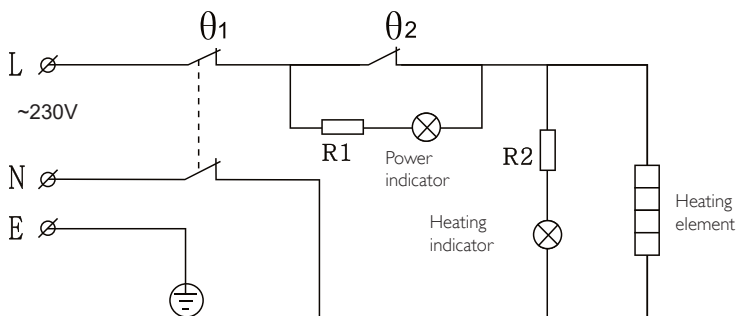 θ1
θ2
L
~230V
R1
Power
indicator
R2
N
Heating
element
E
Heating
indicator